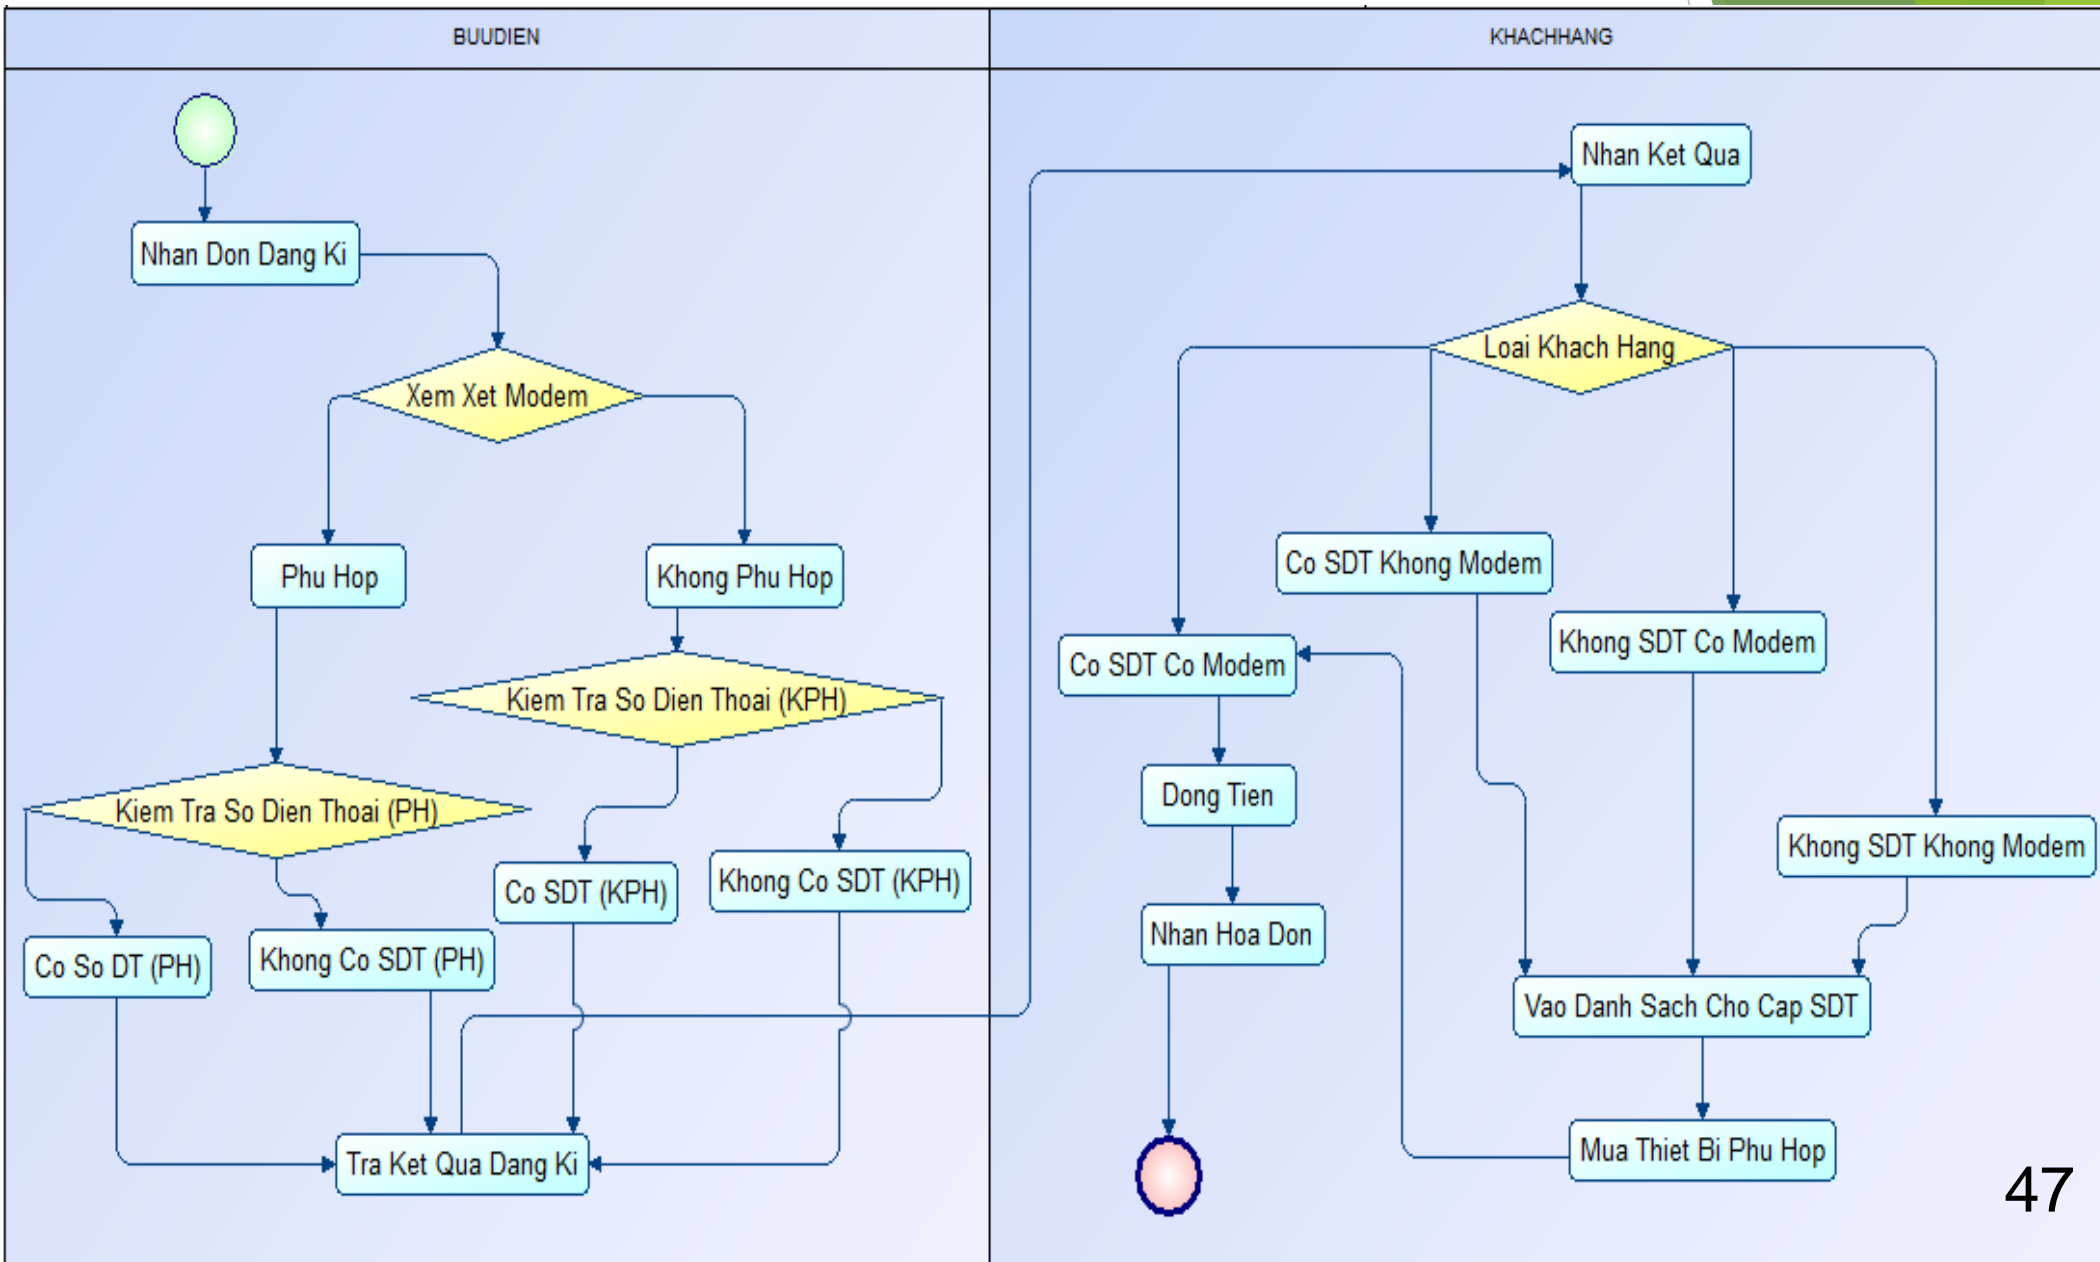 BUUDIEN
KHACHHANG
Nhan Don Dang Ki
Xem Xet Modem
Phu Hop
Khong Phu Hop
Kiem Tra So Dien Thoai (KPH)
Kiem Tra So Dien Thoai (PH)
Co SDT (KPH)
Khong Co SDT (KPH)
Co So DT (PH)
Khong Co SDT (PH)
Tra Ket Qua Dang Ki
Nhan Ket Qua
Loai Khach Hang
Co SDT Khong Modem
Khong SDT Co Modem
Co SDT Co Modem
Dong Tien
Khong SDT Khong Modem
Nhan Hoa Don
Vao Danh Sach Cho Cap SDT
Mua Thiet Bi Phu Hop
47